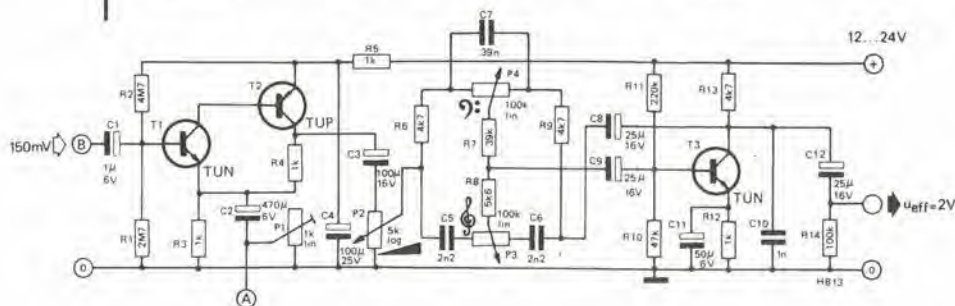 C7
39n
12...24V
R5
1k
P4
100k
lin
R2
4M7
T2
TUP
R11
220k
R13
4k7
+
C1
T1
150mV
B
1µ
6V
TUN
R6
4k7
R7
39k
R9
4k7
C8
25µ
16V
R4
1k
C3
100µ
16V
C9
25µ
16V
T3
TUN
C12
25µ
16V
R8
5k6
C2
470µ
6V
P1
1k
lin
C4
100µ
25V
P2
5k
log
100k
lin
ueff=2V
R1
2M7
R3
1k
C5
2n2
C6
2n2
P3
R10
47k
C11
50µ
6V
R12
1k
C10
1n
R14
100k
0
0
HB13
A